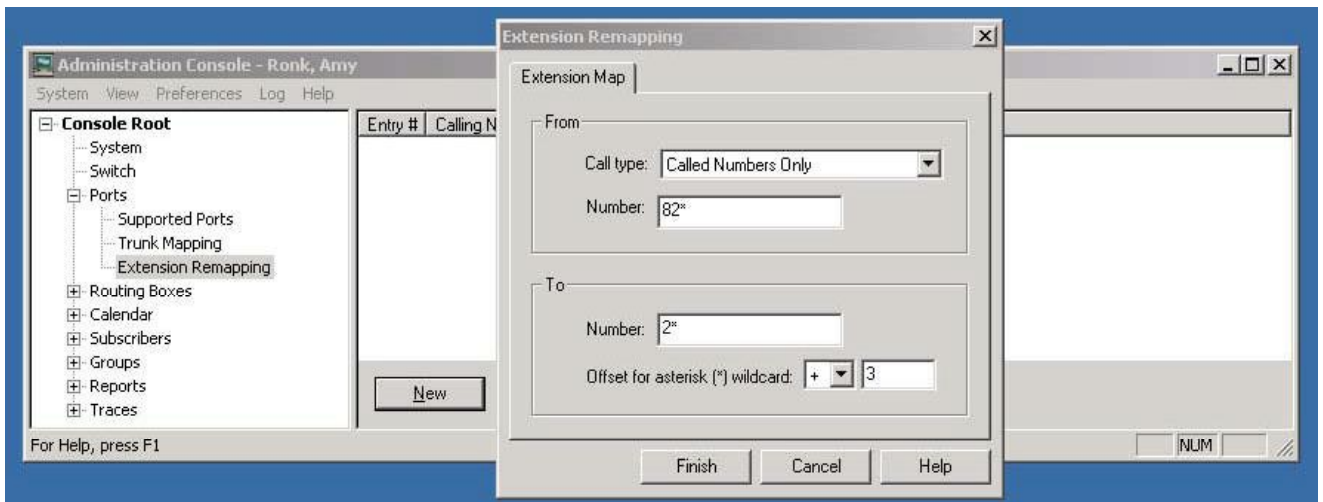 Administration Console - Ronk, Amy
System View Preferences Log Help
Console Root
System
Switch
Ports
Supported Ports
Trunk Mapping
Extension Remapping
Routing Boxes
Calendar
Subscribers
Groups
Reports
Traces
Entry # Calling N
New
For Help, press F1
NUM
Extension Remapping
Extension Map
From
Call type: Called Numbers Only
Number: 82*
To
Number: 2*
Offset for asterisk (*) wildcard: + 3
Finish Cancel Help